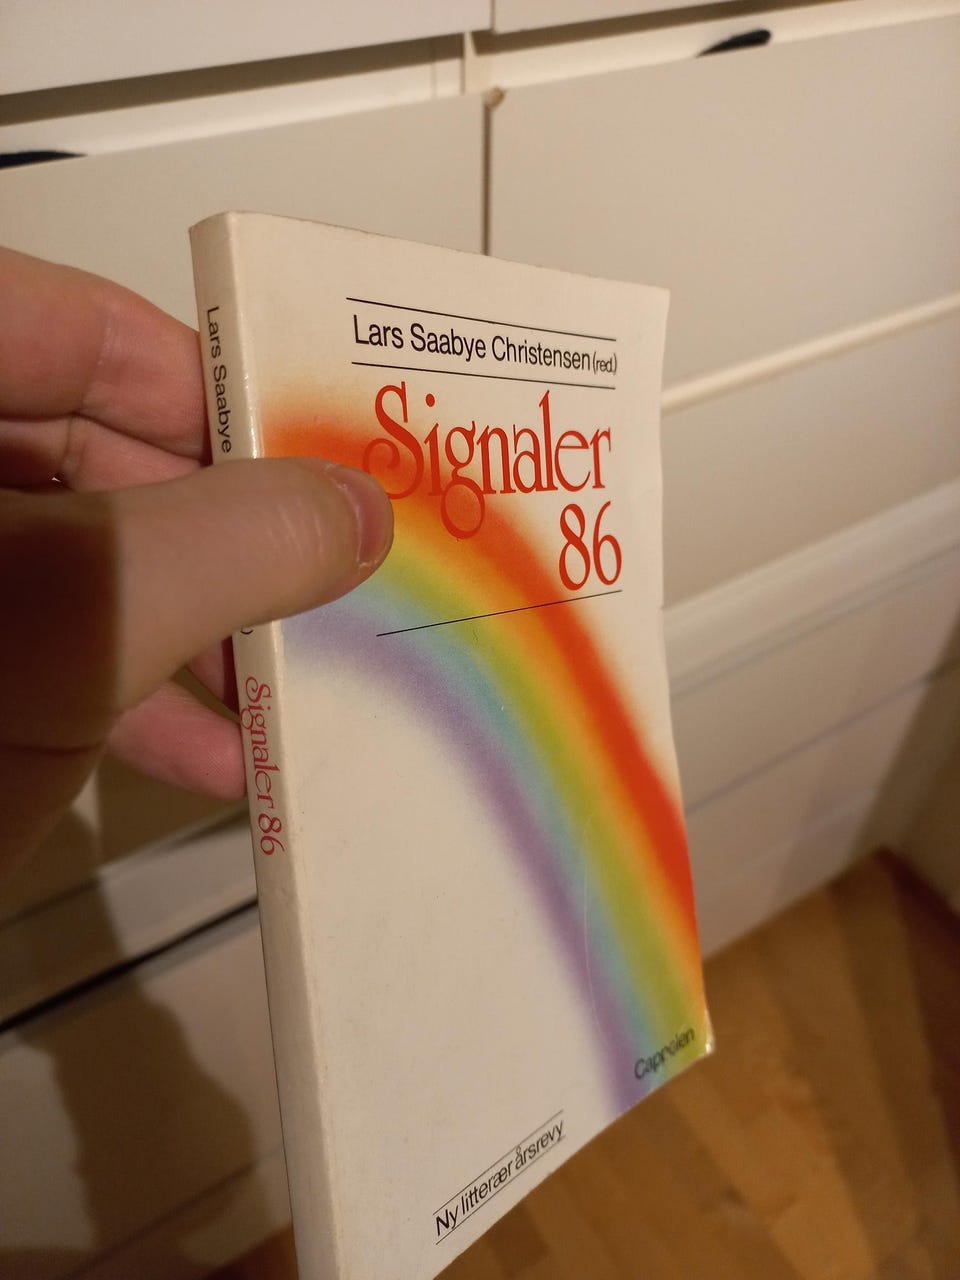 Lars Saabye Christensen (red.)
Signaler
86
Cappelen
Ny litterær årsrevy
Lars Saabye
Signaler 86